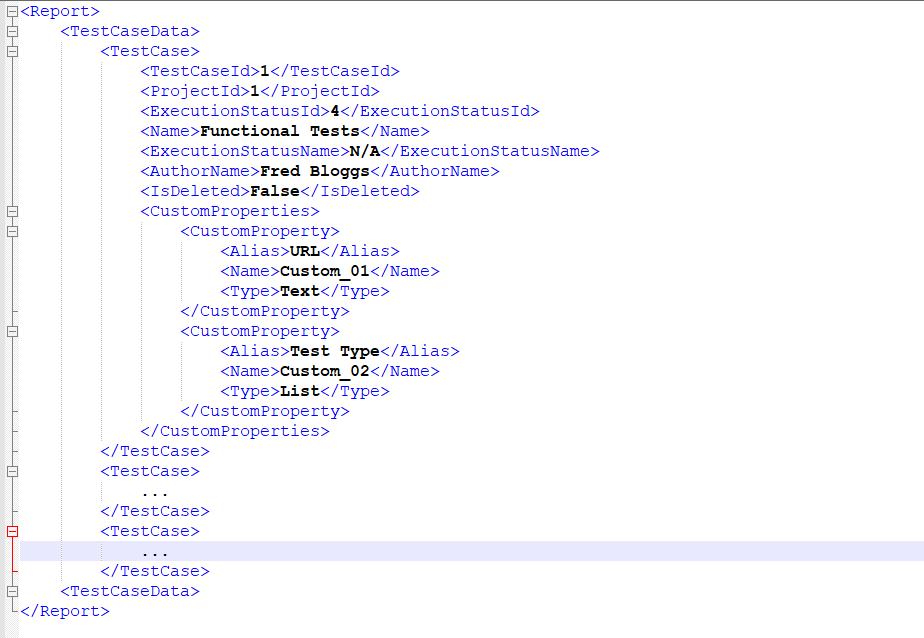 <Report>
<TestCaseData>
<TestCase>
<TestCaseId>1</TestCaseId>
<ProjectId>1</ProjectId>
<ExecutionStatusId>4</ExecutionStatusId>
<Name>Functional Tests</Name>
<ExecutionStatusName>N/A</ExecutionStatusName>
<AuthorName>Fred Bloggs</AuthorName>
<IsDeleted>False</IsDeleted>
<CustomProperties>
<CustomProperty>
<Alias>URL</Alias>
<Name>Custom_01</Name>
<Type>Text</Type>
</CustomProperty>
<CustomProperty>
<Alias>Test Type</Alias>
<Name>Custom_02</Name>
<Type>List</Type>
</CustomProperty>
</CustomProperties>
</TestCase>
<TestCase>
...
</TestCase>
<TestCase>
...
</TestCase>
<TestCaseData>
</Report>